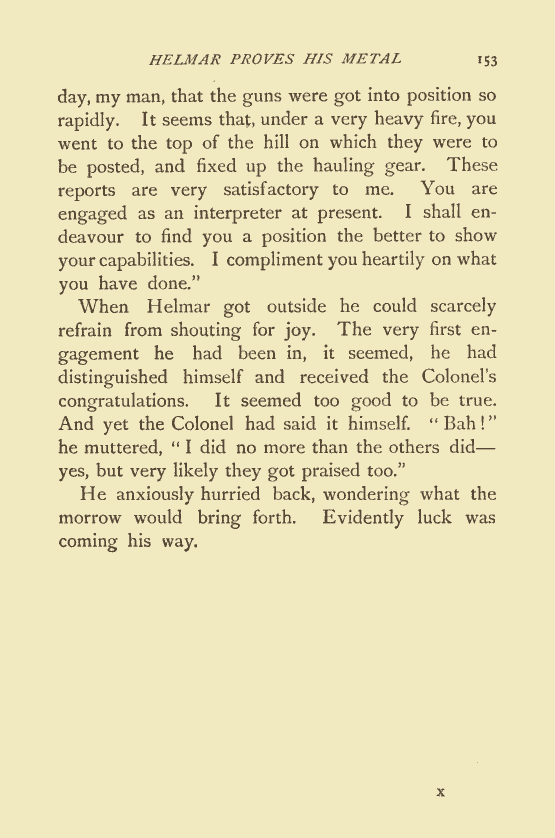 HELMAR PROVES HIS METAL 153
day, my man, that the guns were got into position so
rapidly. It seems that, under a very heavy fire, you
went to the top of the hill on which they were to
be posted, and fixed up the hauling gear. These
reports are very satisfactory to me. You are
engaged as an interpreter at present. I shall en-
deavour to find you a position the better to show
your capabilities. I compliment you heartily on what
you have done.”
When Helmar got outside he could scarcely
refrain from shouting for joy. The very first en-
gagement he had been in, it seemed, he had
distinguished himself and received the Colonel’s
congratulations. It seemed too good to be true.
And yet the Colonel had said it himself. “Bah!”
he muttered, “I did no more than the others did—
yes, but very likely they got praised too.”
He anxiously hurried back, wondering what the
morrow would bring forth. Evidently luck was
coming his way.
x